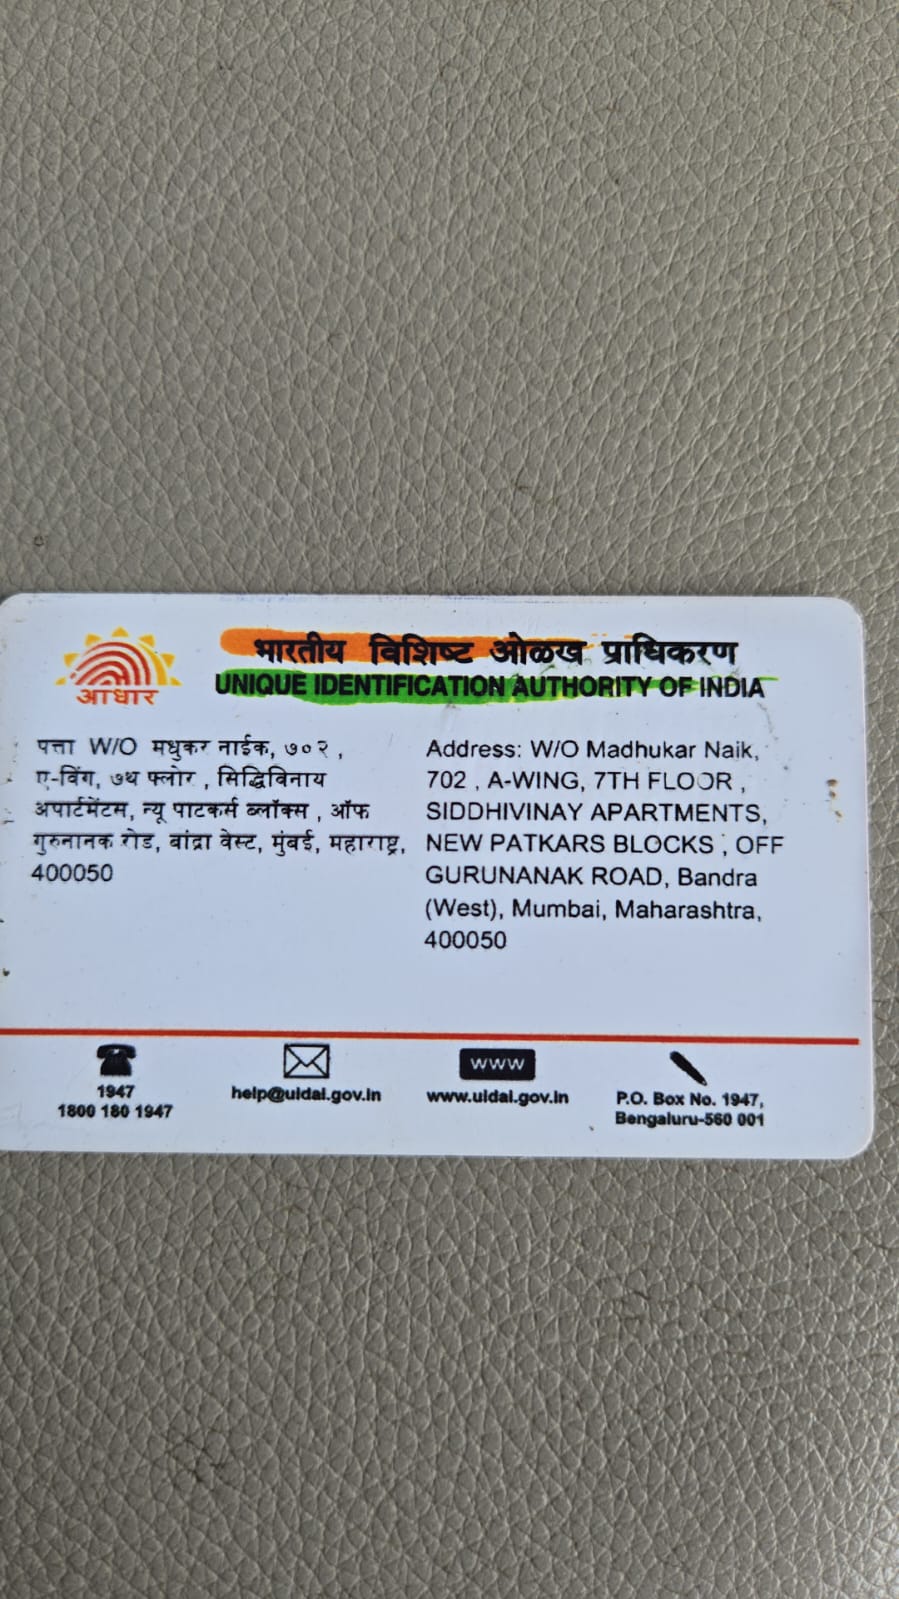 आधार
भारतीय विशिष्ट ओळख प्राधिकरण
UNIQUE IDENTIFICATION AUTHORITY OF INDIA
पत्ता W/O मधुकर नाईक, ७०२ ,
ए-विंग, ७थ फ्लोर , सिद्धिविनाय
अपार्टमेंटस, न्यू पाटकर्स ब्लॉक्स , ऑफ
गुरुनानक रोड, बांद्रा वेस्ट, मुंबई, महाराष्ट्र,
400050
Address: W/O Madhukar Naik,
702 , A-WING, 7TH FLOOR ,
SIDDHIVINAY APARTMENTS,
NEW PATKARS BLOCKS , OFF
GURUNANAK ROAD, Bandra
(West), Mumbai, Maharashtra,
400050
1947
1800 180 1947
help@uidai.gov.in
www
www.uidai.gov.in
P.O. Box No. 1947,
Bengaluru-560 001